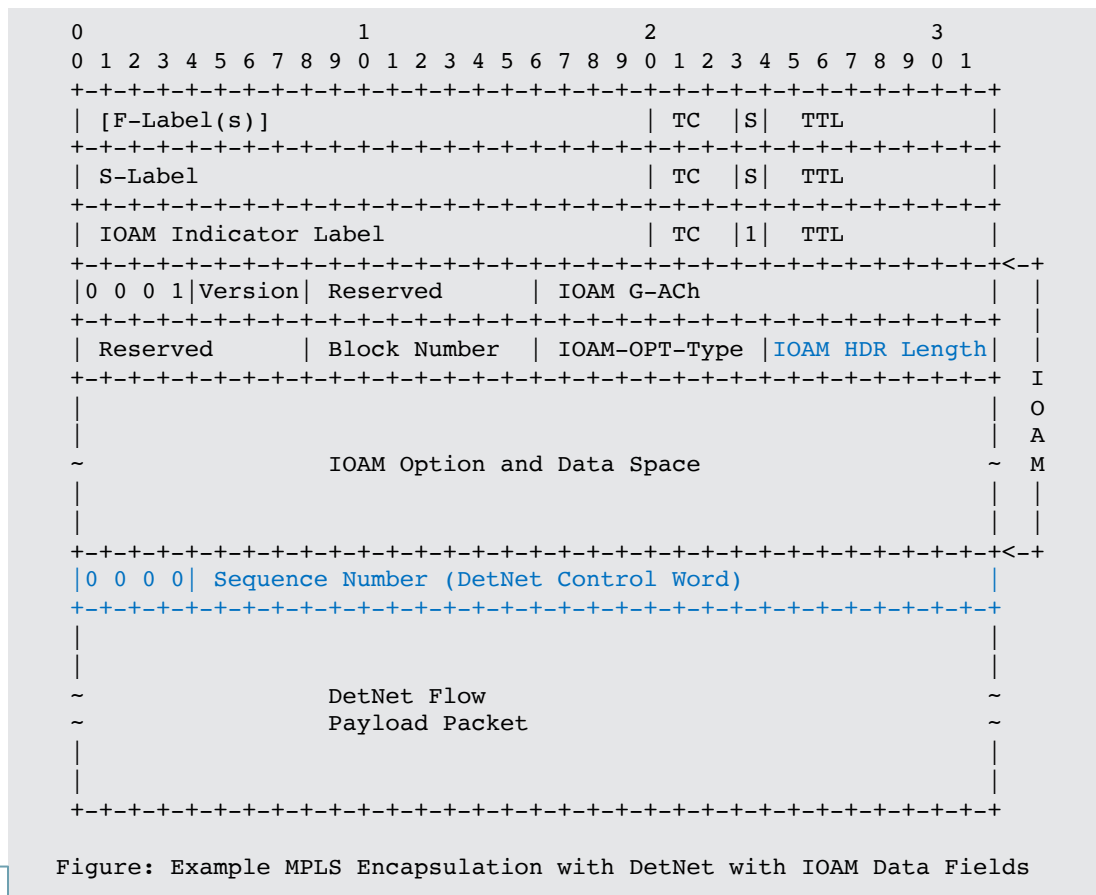 0                   1                   2                   3
 0 1 2 3 4 5 6 7 8 9 0 1 2 3 4 5 6 7 8 9 0 1 2 3 4 5 6 7 8 9 0 1
+-+-+-+-+-+-+-+-+-+-+-+-+-+-+-+-+-+-+-+-+-+-+-+-+-+-+-+-+-+-+-+-+
| [F-Label(s)]                          | TC  |S|  TTL          |
+-+-+-+-+-+-+-+-+-+-+-+-+-+-+-+-+-+-+-+-+-+-+-+-+-+-+-+-+-+-+-+-+
| S-Label                               | TC  |S|  TTL          |
+-+-+-+-+-+-+-+-+-+-+-+-+-+-+-+-+-+-+-+-+-+-+-+-+-+-+-+-+-+-+-+-+
| IOAM Indicator Label                  | TC  |1|  TTL          |
+-+-+-+-+-+-+-+-+-+-+-+-+-+-+-+-+-+-+-+-+-+-+-+-+-+-+-+-+-+-+-+-+<-+
|0 0 0 1|Version| Reserved      | IOAM G-ACh                    |  |
+-+-+-+-+-+-+-+-+-+-+-+-+-+-+-+-+-+-+-+-+-+-+-+-+-+-+-+-+-+-+-+-+  |
| Reserved      | Block Number  | IOAM-OPT-Type |IOAM HDR Length|  |
+-+-+-+-+-+-+-+-+-+-+-+-+-+-+-+-+-+-+-+-+-+-+-+-+-+-+-+-+-+-+-+-+  I
|                                                               |  O
|                                                               |  A
~                 IOAM Option and Data Space                    ~  M
|                                                               |  |
|                                                               |  |
+-+-+-+-+-+-+-+-+-+-+-+-+-+-+-+-+-+-+-+-+-+-+-+-+-+-+-+-+-+-+-+-+<-+
|0 0 0 0| Sequence Number (DetNet Control Word)                 |
+-+-+-+-+-+-+-+-+-+-+-+-+-+-+-+-+-+-+-+-+-+-+-+-+-+-+-+-+-+-+-+-+
|                                                               |
|                                                               |
~                 DetNet Flow                                   ~
~                 Payload Packet                                ~
|                                                               |
|                                                               |
+-+-+-+-+-+-+-+-+-+-+-+-+-+-+-+-+-+-+-+-+-+-+-+-+-+-+-+-+-+-+-+-+
Figure: Example MPLS Encapsulation with DetNet with IOAM Data Fields